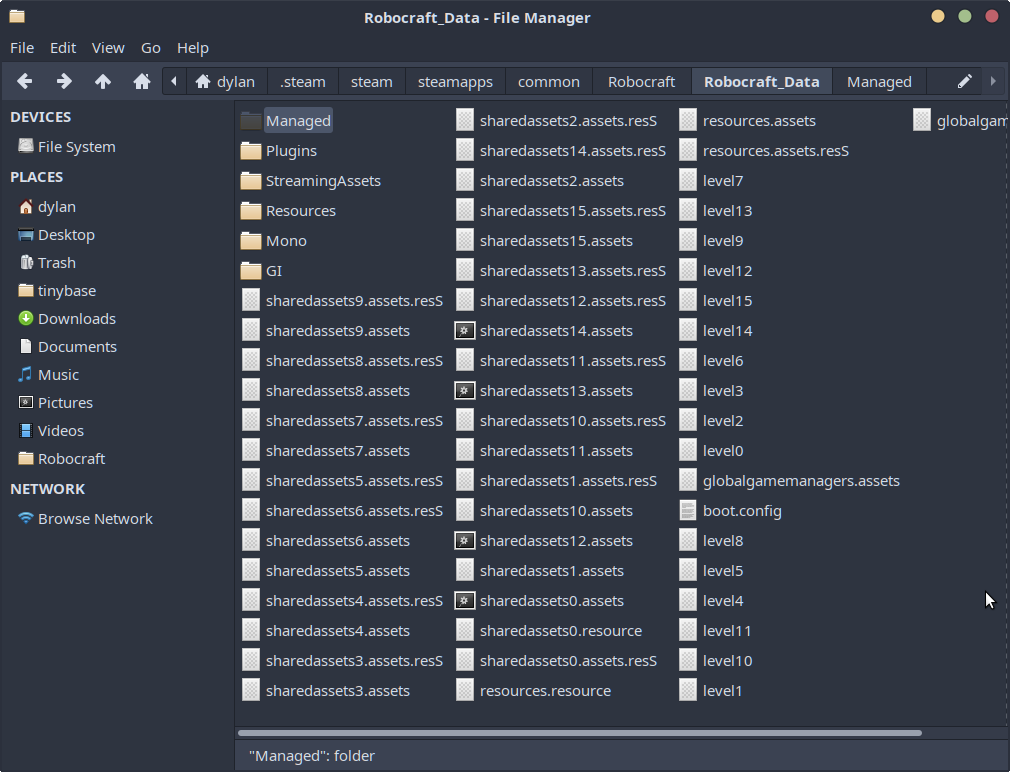 Robocraft_Data - File Manager
File Edit View Go Help
dylan .steam steam steamapps common Robocraft Robocraft_Data Managed
DEVICES
File System
PLACES
dylan
Desktop
Trash
tinybase
Downloads
Documents
Music
Pictures
Videos
Robocraft
NETWORK
Browse Network
Managed
Plugins
StreamingAssets
Resources
Mono
GI
sharedassets9.assets.resS
sharedassets9.assets
sharedassets8.assets.resS
sharedassets8.assets
sharedassets7.assets.resS
sharedassets7.assets
sharedassets5.assets.resS
sharedassets6.assets.resS
sharedassets6.assets
sharedassets5.assets
sharedassets4.assets.resS
sharedassets4.assets
sharedassets3.assets.resS
sharedassets3.assets
sharedassets2.assets.resS
sharedassets14.assets.resS
sharedassets2.assets
sharedassets15.assets.resS
sharedassets15.assets
sharedassets13.assets.resS
sharedassets12.assets.resS
sharedassets14.assets
sharedassets11.assets.resS
sharedassets13.assets
sharedassets10.assets.resS
sharedassets11.assets
sharedassets1.assets.resS
sharedassets10.assets
sharedassets12.assets
sharedassets1.assets
sharedassets0.assets
sharedassets0.resource
sharedassets0.assets.resS
resources.resource
resources.assets
resources.assets.resS
level7
level13
level9
level12
level15
level14
level6
level3
level2
level0
globalgamemanagers.assets
boot.config
level8
level5
level4
level11
level10
level1
globalgam
"Managed": folder